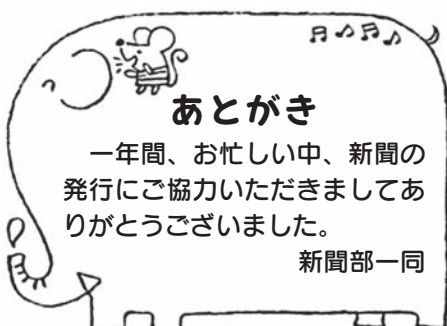 あとがき
一年間、お忙しい中、新聞の
発行にご協力いただきましてあ
りがとうございました。
新聞部一同